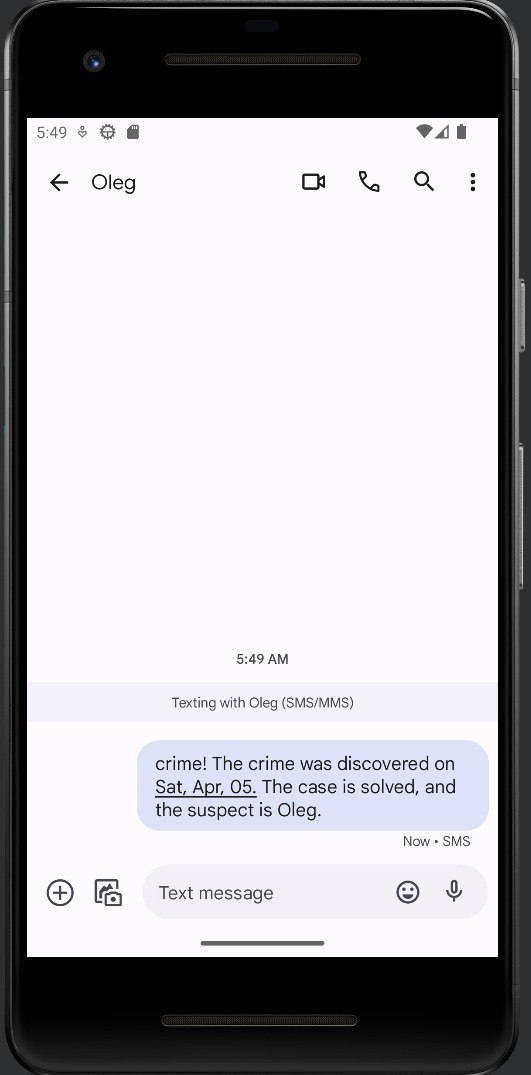 5:49
Oleg
5:49 AM
Texting with Oleg (SMS/MMS)
crime! The crime was discovered on
Sat, Apr, 05. The case is solved, and
the suspect is Oleg.
Now • SMS
Text message